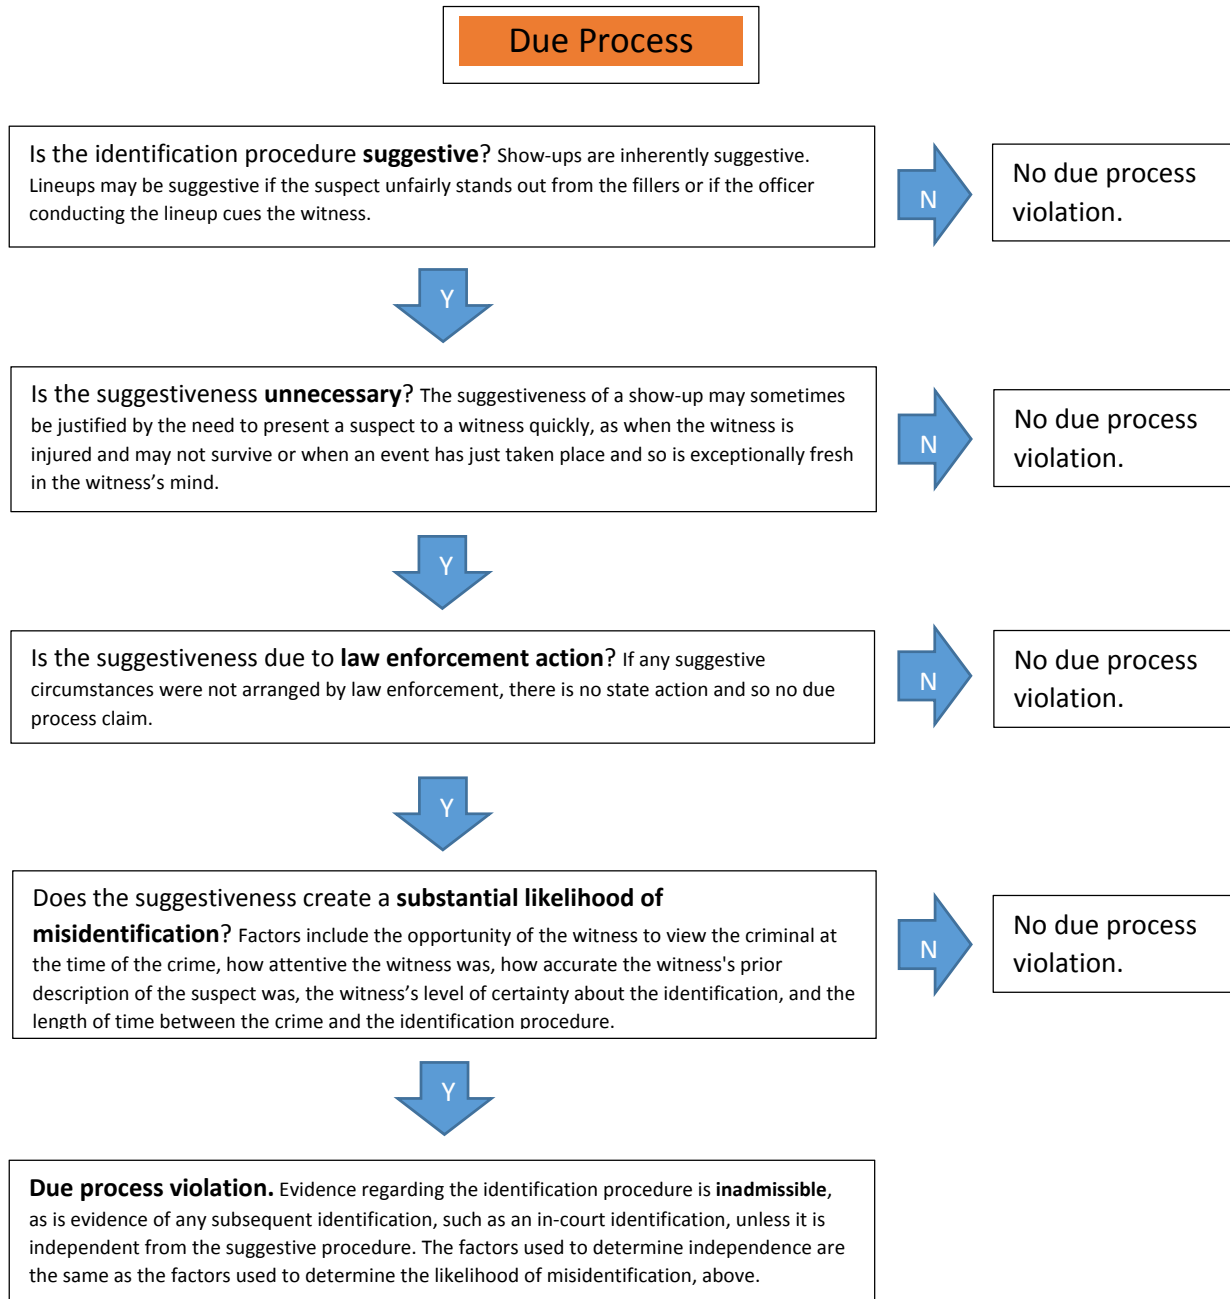 Due Process
Is the identification procedure suggestive? Show-ups are inherently suggestive.
Lineups may be suggestive if the suspect unfairly stands out from the fillers or if the officer
conducting the lineup cues the witness.
N
No due process
violation.
Y
Is the suggestiveness unnecessary? The suggestiveness of a show-up may sometimes
be justified by the need to present a suspect to a witness quickly, as when the witness is
injured and may not survive or when an event has just taken place and so is exceptionally fresh
in the witness’s mind.
N
No due process
violation.
Y
Is the suggestiveness due to law enforcement action? If any suggestive
circumstances were not arranged by law enforcement, there is no state action and so no due
process claim.
N
No due process
violation.
Y
Does the suggestiveness create a substantial likelihood of
misidentification? Factors include the opportunity of the witness to view the criminal at
the time of the crime, how attentive the witness was, how accurate the witness's prior
description of the suspect was, the witness’s level of certainty about the identification, and the
length of time between the crime and the identification procedure.
N
No due process
violation.
Y
Due process violation. Evidence regarding the identification procedure is inadmissible,
as is evidence of any subsequent identification, such as an in-court identification, unless it is
independent from the suggestive procedure. The factors used to determine independence are
the same as the factors used to determine the likelihood of misidentification, above.